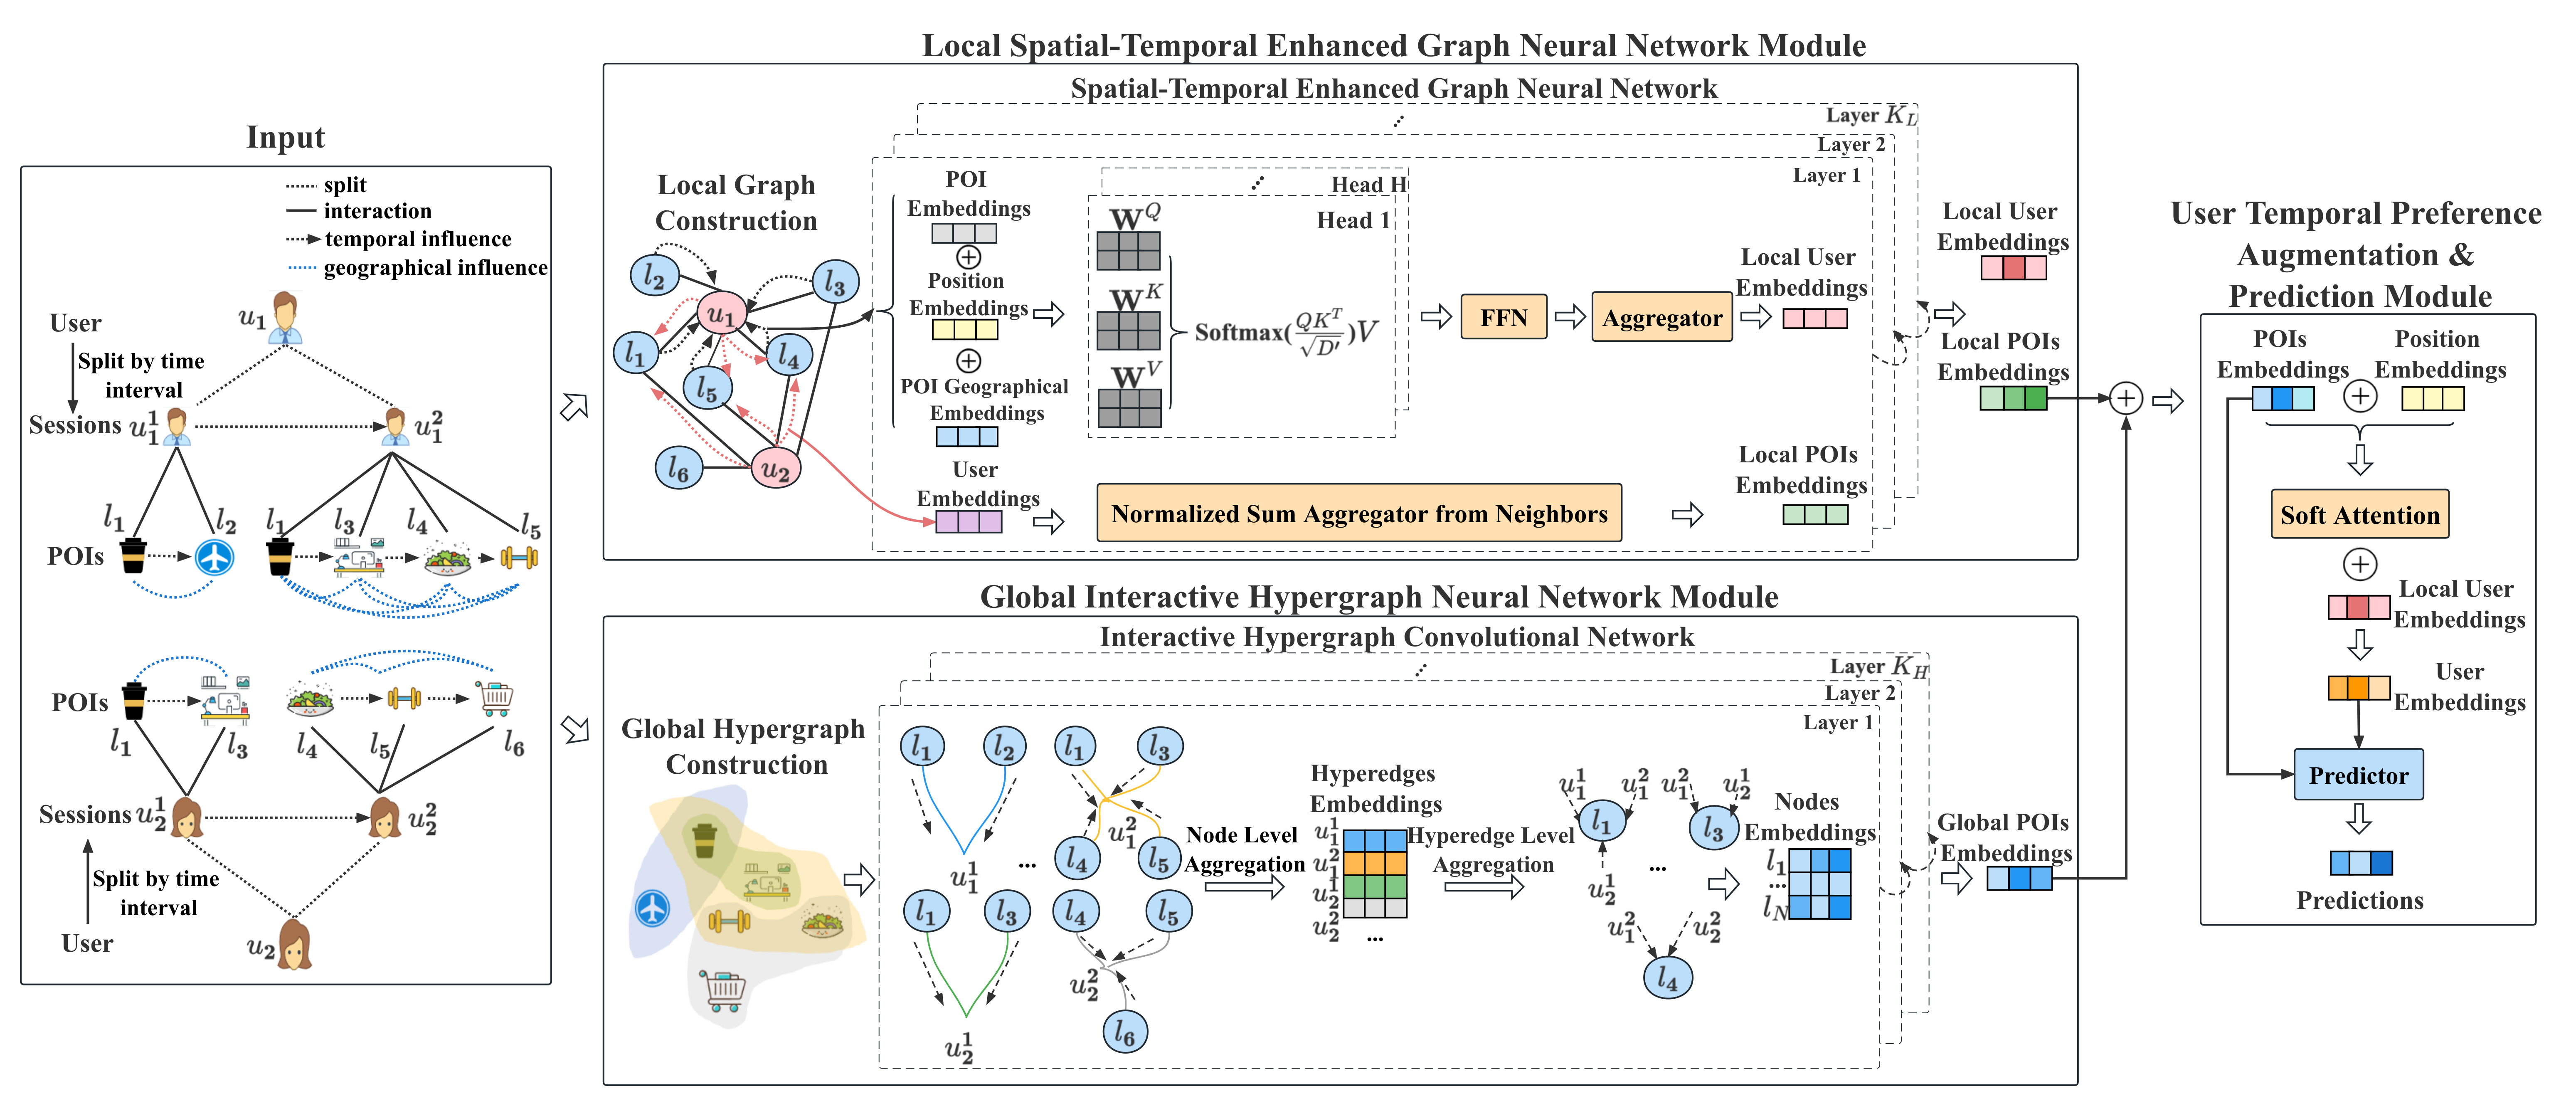 Input
split
interaction
temporal influence
geographical influence
u_1
User
Split by time
interval
Sessions
u_1^1
u_1^2
l_1
l_2
l_1
l_3
l_4
l_5
POIs
POIs
l_1
l_3
l_4
l_5
l_6
Sessions
u_2^1
u_2^2
Split by time
interval
User
u_2
Local Spatial-Temporal Enhanced Graph Neural Network Module
Spatial-Temporal Enhanced Graph Neural Network
Layer K_L
Layer 2
Layer 1
Local Graph
Construction
l_2
l_3
u_1
l_1
l_4
l_5
l_6
u_2
POI
Embeddings
Position
Embeddings
POI Geographical
Embeddings
User
Embeddings
Head H
Head 1
W^Q
W^K
W^V
Softmax(QK^T/√D')V
FFN
Aggregator
Local User
Embeddings
Normalized Sum Aggregator from Neighbors
Local POIs
Embeddings
Local User
Embeddings
Local POIs
Embeddings
Global Interactive Hypergraph Neural Network Module
Interactive Hypergraph Convolutional Network
Layer K_H
Layer 2
Layer 1
Global Hypergraph
Construction
l_1
l_2
u_1^1
l_1
l_3
l_4
u_1^2
l_5
...
l_1
l_3
u_2^1
l_4
l_5
u_2^2
l_6
Node Level
Aggregation
Hyperedges
Embeddings
u_1^1
u_1^2
u_2^1
u_2^2
...
Hyperedge Level
Aggregation
u_1^1
u_1^2
l_1
u_2^1
u_1^2
u_2^1
l_3
...
u_1^2
u_2^2
l_4
Nodes
Embeddings
l_1
...
l_N
Global POIs
Embeddings
User Temporal Preference
Augmentation &
Prediction Module
POIs
Embeddings
Position
Embeddings
Soft Attention
Local User
Embeddings
User
Embeddings
Predictor
Predictions